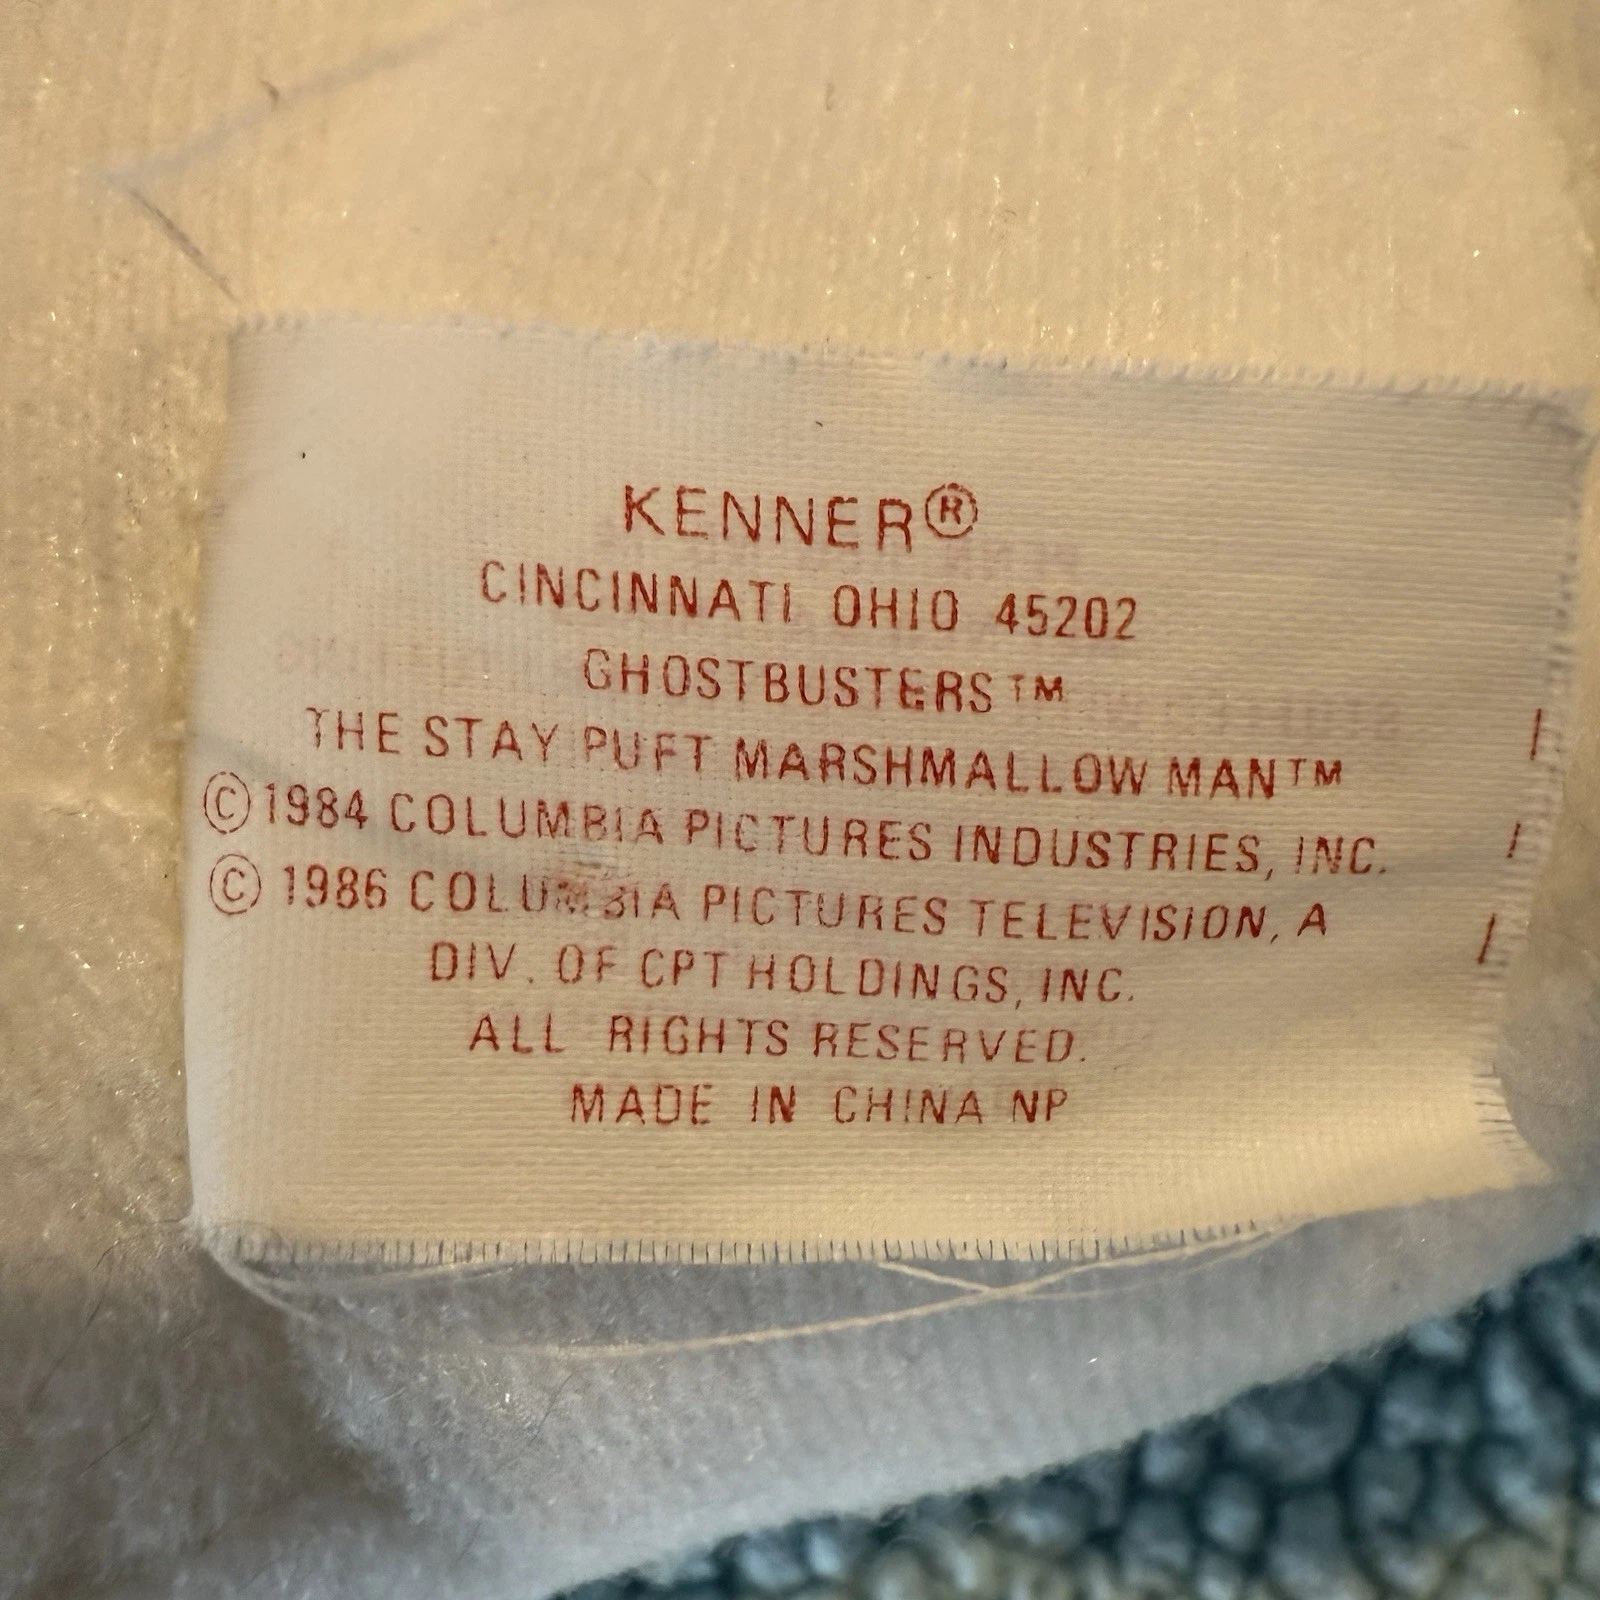 KENNER®
CINCINNATI OHIO 45202
GHOSTBUSTERS™
THE STAY PUFT MARSHMALLOW MAN™
© 1984 COLUMBIA PICTURES INDUSTRIES, INC.
© 1986 COLUMBIA PICTURES TELEVISION, A
DIV. OF CPT HOLDINGS, INC.
ALL RIGHTS RESERVED.
MADE IN CHINA NP